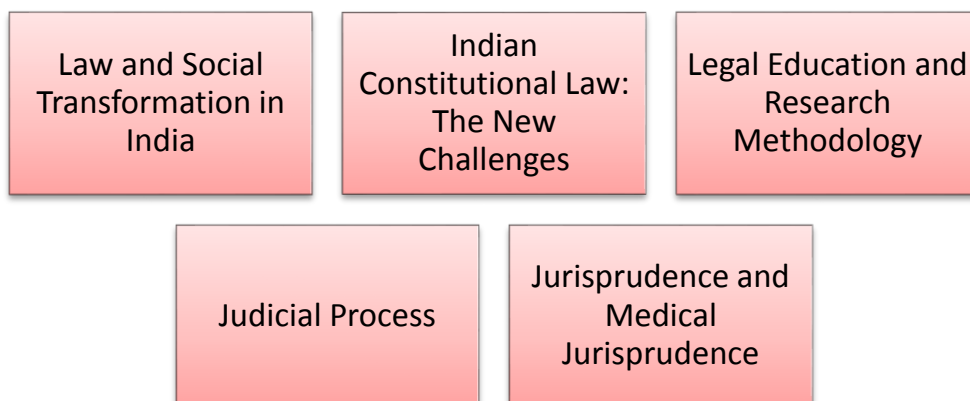 Law and Social
Transformation in
India
Indian
Constitutional Law:
The New
Challenges
Legal Education and
Research
Methodology
Judicial Process
Jurisprudence and
Medical
Jurisprudence